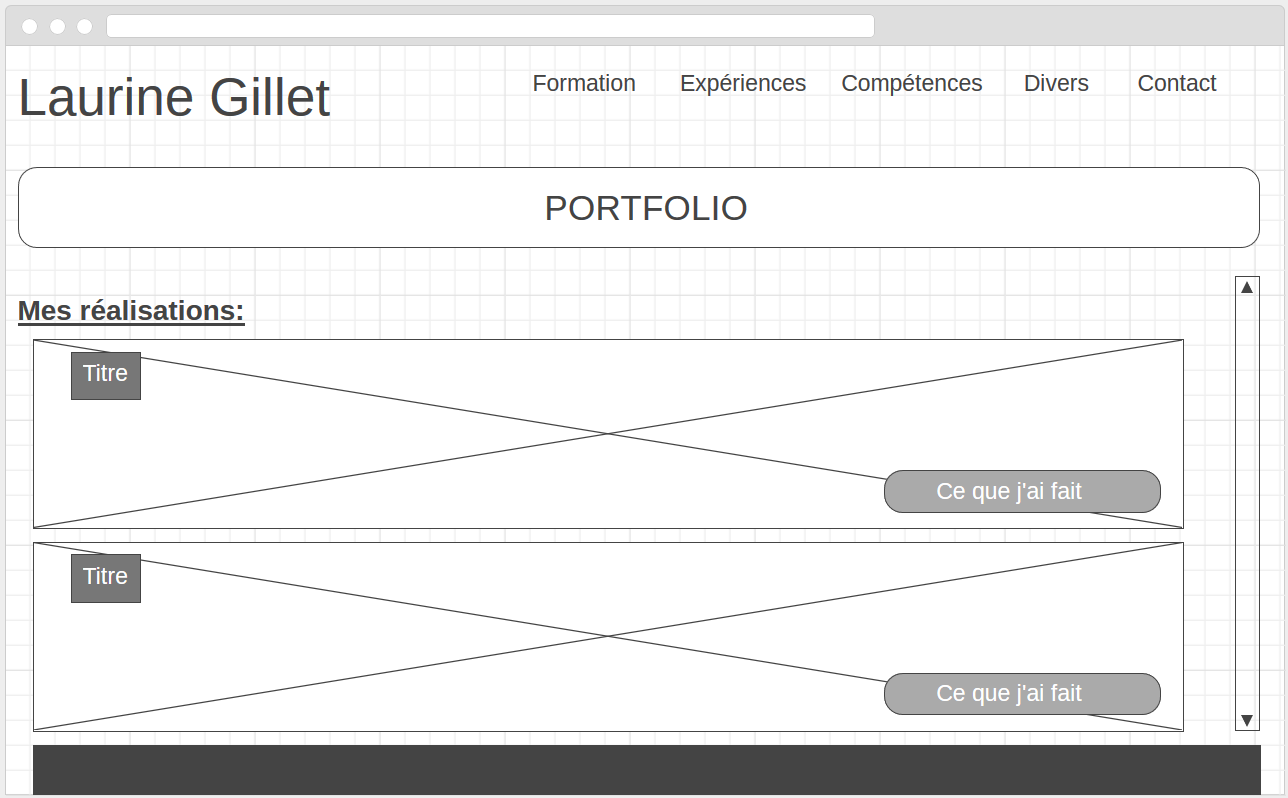 Laurine Gillet
Formation Expériences Compétences Divers Contact
PORTFOLIO
Mes réalisations:
Titre
Ce que j'ai fait
Titre
Ce que j'ai fait